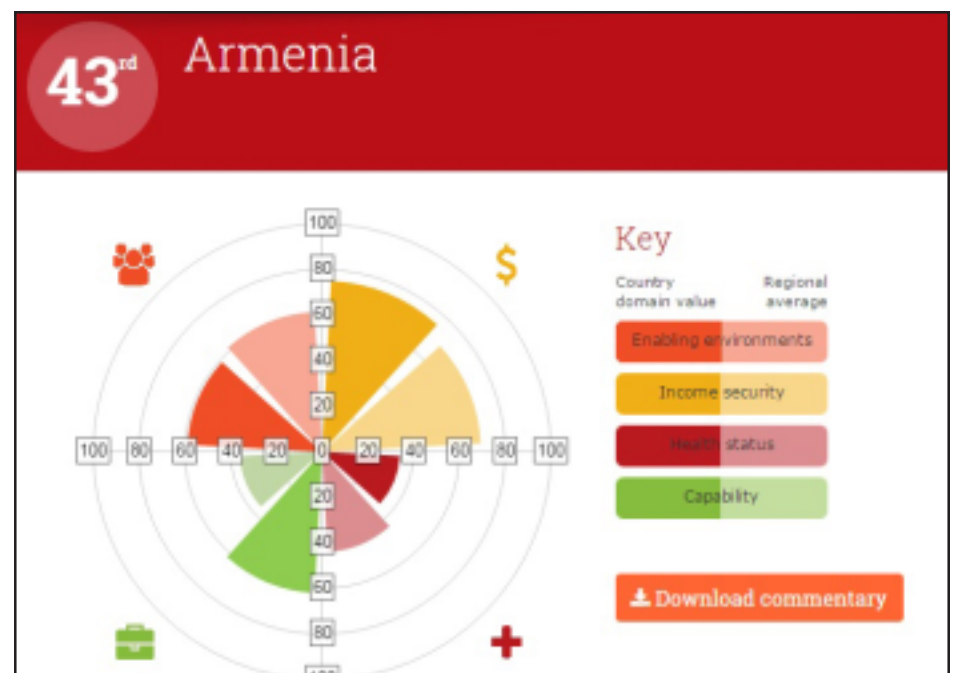 43rd
Armenia
100
80
60
40
20
100 80 60 40 20 0 20 40 60 80 100
20
40
60
80
100
Key
Country Regional
domain value average
Enabling environments
Income security
Health status
Capability
Download commentary